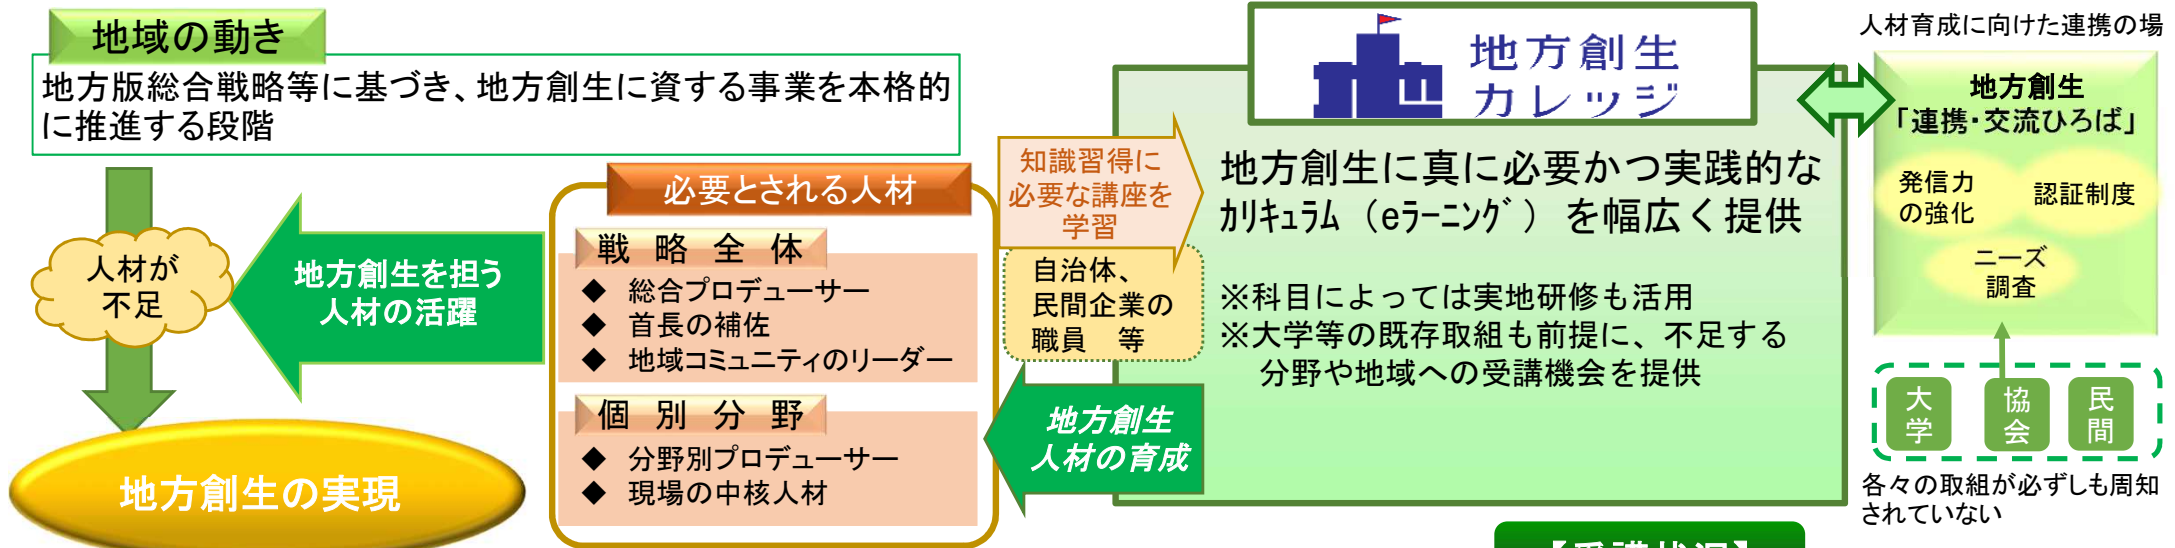 地域の動き
地方版総合戦略等に基づき、地方創生に資する事業を本格的
に推進する段階
人材が
不足
地方創生の実現
地方創生を担う
人材の活躍
必要とされる人材
戦略全体
◆ 総合プロデューサー
◆ 首長の補佐
◆ 地域コミュニティのリーダー
個別分野
◆ 分野別プロデューサー
◆ 現場の中核人材
知識習得に
必要な講座を
学習
自治体、
民間企業の
職員 等
地方創生
人材の育成
地方創生
カレッジ
地方創生に真に必要かつ実践的な
ｶﾘｷｭﾗﾑ（eﾗｰﾆﾝｸﾞ）を幅広く提供
※科目によっては実地研修も活用
※大学等の既存取組も前提に、不足する
分野や地域への受講機会を提供
人材育成に向けた連携の場
地方創生
「連携・交流ひろば」
発信力
の強化
認証制度
ニーズ
調査
大学
協会
民間
各々の取組が必ずしも周知
されていない
【受講状況】